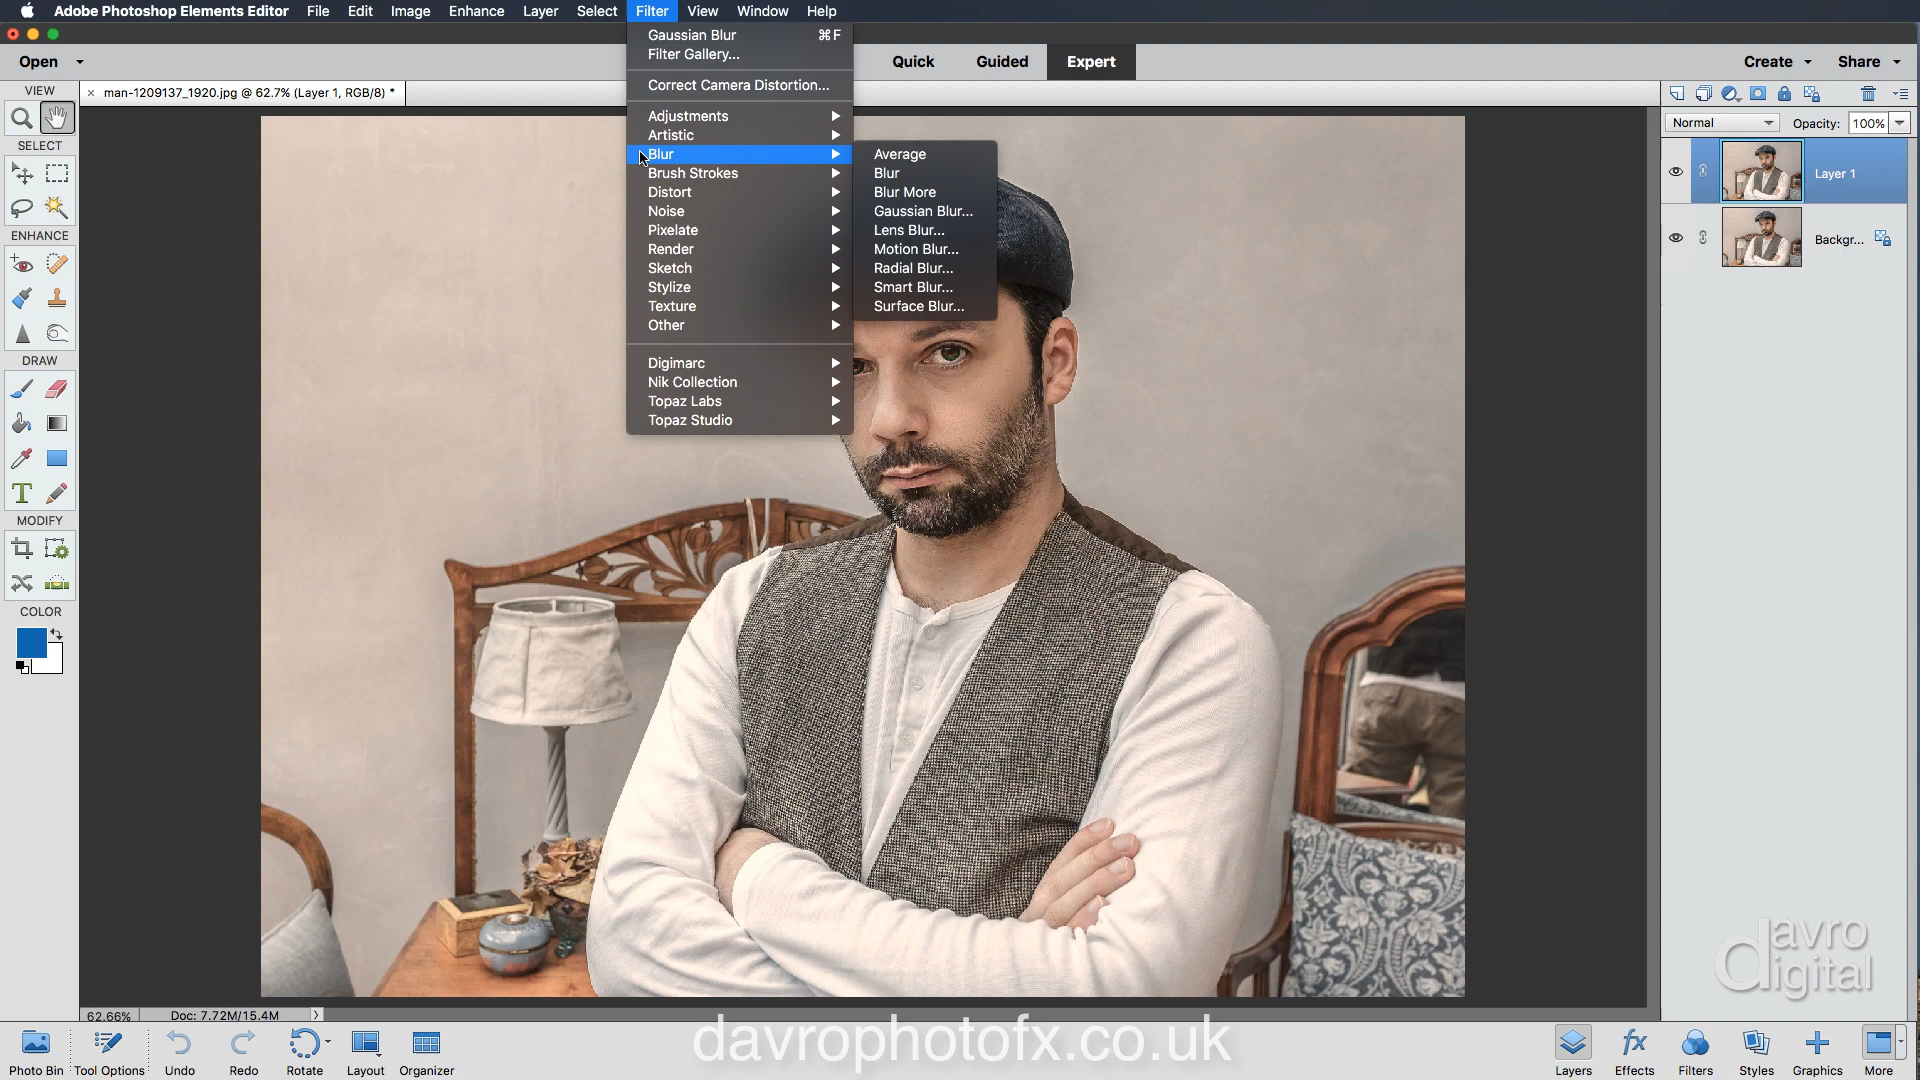 Adobe Photoshop Elements Editor File Edit Image Enhance Layer Select Filter View Window Help
Gaussian Blur ⌘F
Filter Gallery...
Correct Camera Distortion...
Adjustments
Artistic
Blur
Brush Strokes
Distort
Noise
Pixelate
Render
Sketch
Stylize
Texture
Other
Digimarc
Nik Collection
Topaz Labs
Topaz Studio
Average
Blur
Blur More
Gaussian Blur...
Lens Blur...
Motion Blur...
Radial Blur...
Smart Blur...
Surface Blur...
Open
Quick Guided Expert
Create Share
× man-1209137_1920.jpg @ 62.7% (Layer 1, RGB/8) *
VIEW
SELECT
ENHANCE
DRAW
T
MODIFY
COLOR
Normal Opacity: 100%
Layer 1
Backgr...
62.66% Doc: 7.72M/15.4M
davro
digital
davrophotofx.co.uk
Photo Bin Tool Options Undo Redo Rotate Layout Organizer
fx
Layers Effects Filters Styles Graphics More